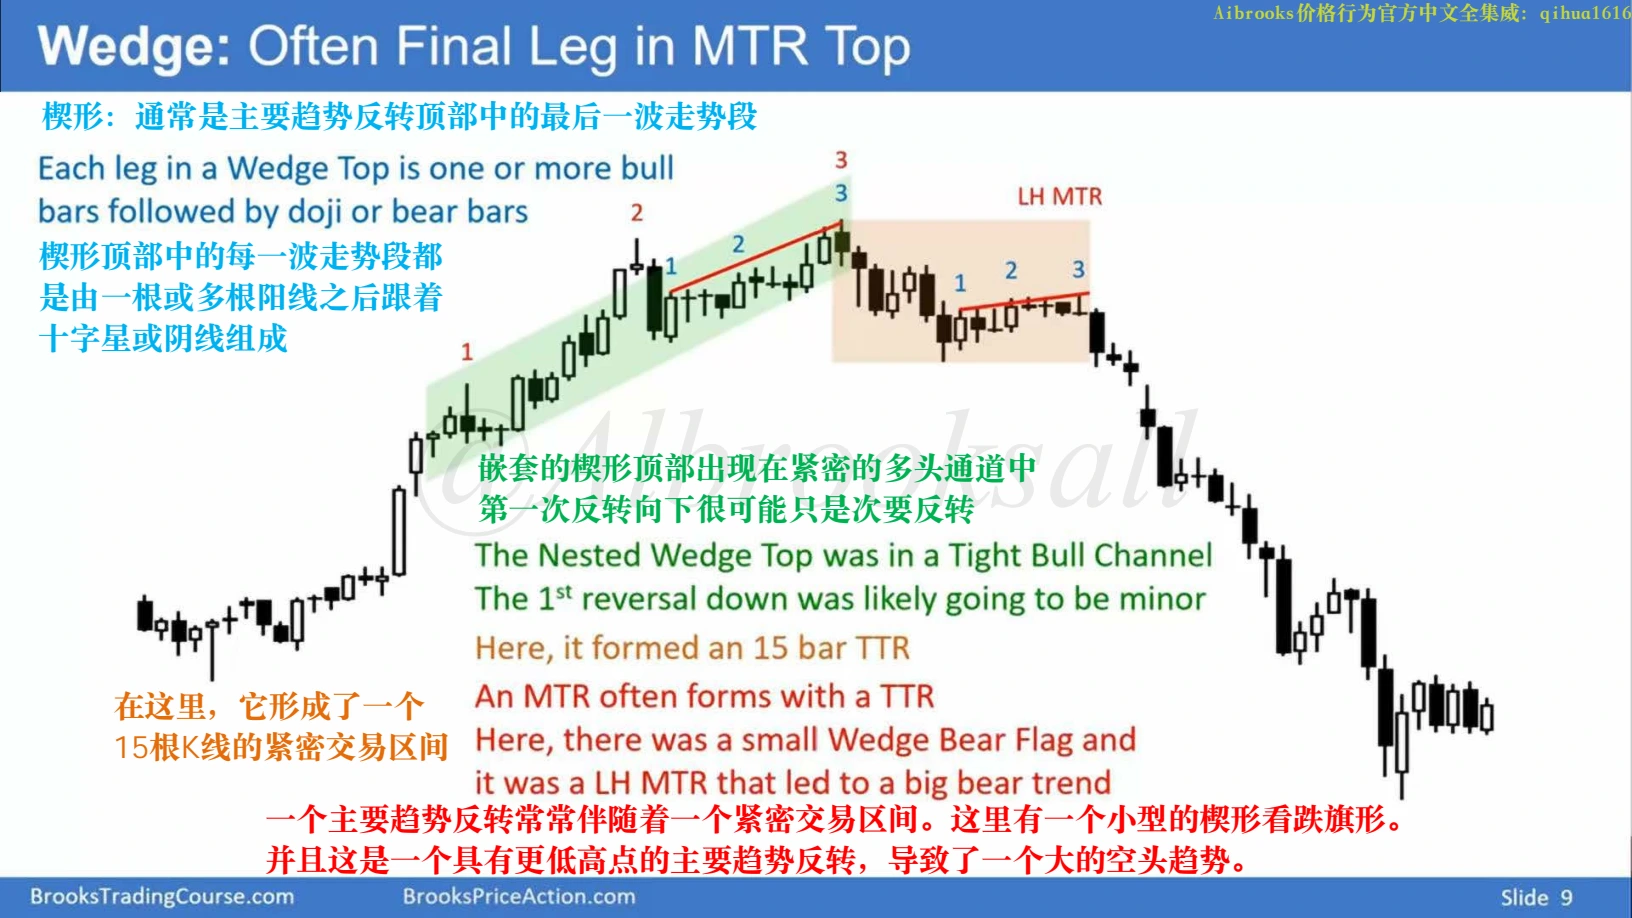 Aibrooks价格行为官方中文全集威：qihua1616
Wedge: Often Final Leg in MTR Top
楔形：通常是主要趋势反转顶部中的最后一波走势段
Each leg in a Wedge Top is one or more bull
bars followed by doji or bear bars
楔形顶部中的每一波走势段都
是由一根或多根阳线之后跟着
十字星或阴线组成
1
2
3
1
2
3
LH MTR
1
2
3
@Albrooksall
嵌套的楔形顶部出现在紧密的多头通道中
第一次反转向下很可能只是次要反转
The Nested Wedge Top was in a Tight Bull Channel
The 1st reversal down was likely going to be minor
Here, it formed an 15 bar TTR
在这里，它形成了一个
15根K线的紧密交易区间
An MTR often forms with a TTR
Here, there was a small Wedge Bear Flag and
it was a LH MTR that led to a big bear trend
一个主要趋势反转常常伴随着一个紧密交易区间。这里有一个小型的楔形看跌旗形。
并且这是一个具有更低高点的主要趋势反转，导致了一个大的空头趋势。
BrooksTradingCourse.com
BrooksPriceAction.com
Slide 9